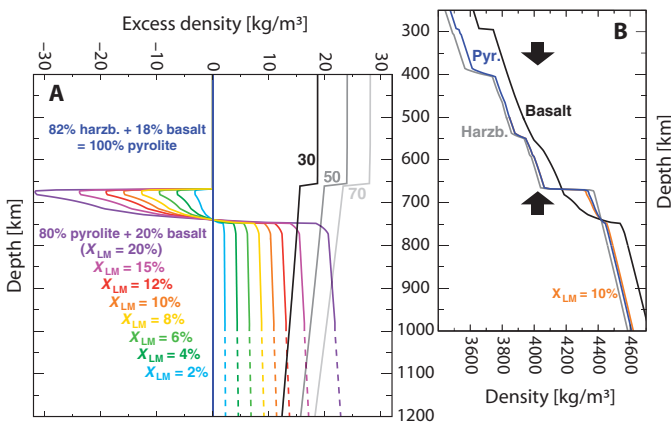 Excess density [kg/m³]
-30 -20 -10 0 10 20 30
A
82% harzb. + 18% basalt
= 100% pyrolite
30
50
70
80% pyrolite + 20% basalt
(XLM = 20%)
XLM = 15%
XLM = 12%
XLM = 10%
XLM = 8%
XLM = 6%
XLM = 4%
XLM = 2%
Depth [km]
300
400
500
600
700
800
900
1000
1100
1200
B
Pyr.
Basalt
Harzb.
XLM = 10%
3600 3800 4000 4200 4400 4600
Density [kg/m³]
Depth [km]